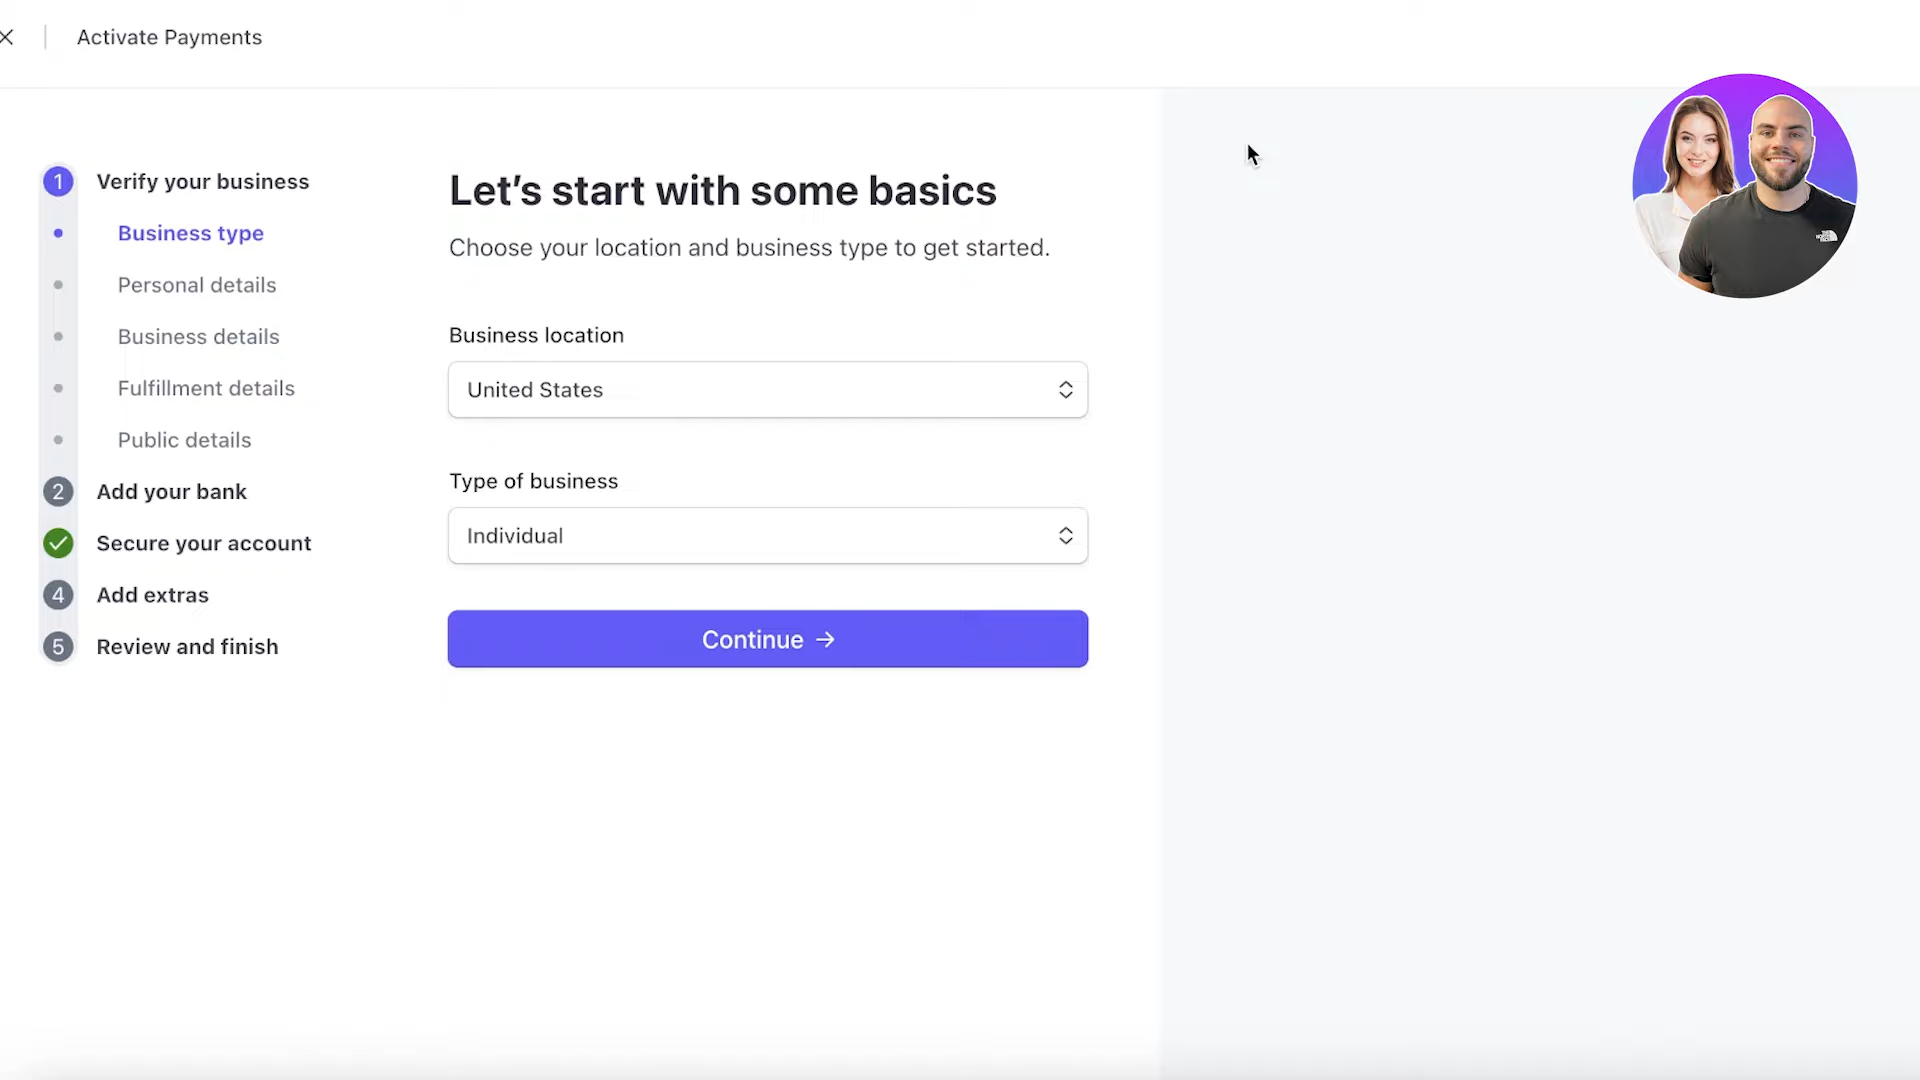 Activate Payments
1 Verify your business
Business type
Personal details
Business details
Fulfillment details
Public details
2 Add your bank
Secure your account
4 Add extras
5 Review and finish
Let’s start with some basics
Choose your location and business type to get started.
Business location
United States
Type of business
Individual
Continue →